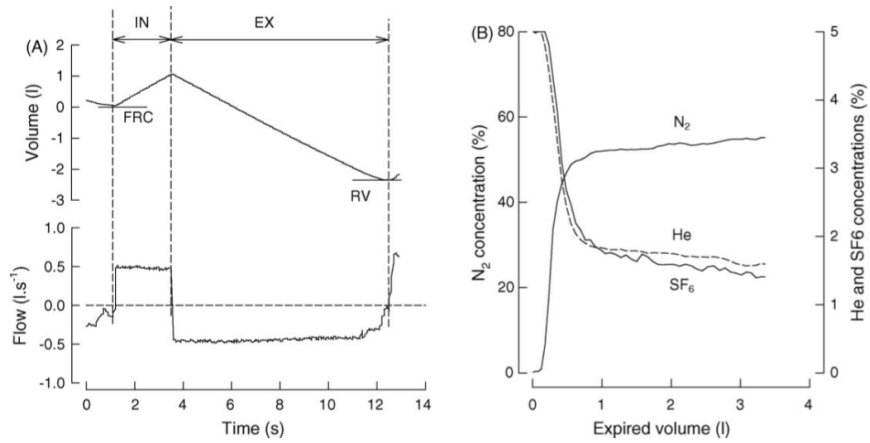 (A)
IN
EX
2
1
0
-1
-2
-3
Volume (l)
FRC
RV
1.0
0.5
0.0
-0.5
-1.0
Flow (l.s-1)
0 2 4 6 8 10 12 14
Time (s)
(B)
80
60
40
20
0
N2 concentration (%)
N2
He
SF6
5
4
3
2
1
0
He and SF6 concentrations (%)
0 1 2 3 4
Expired volume (l)